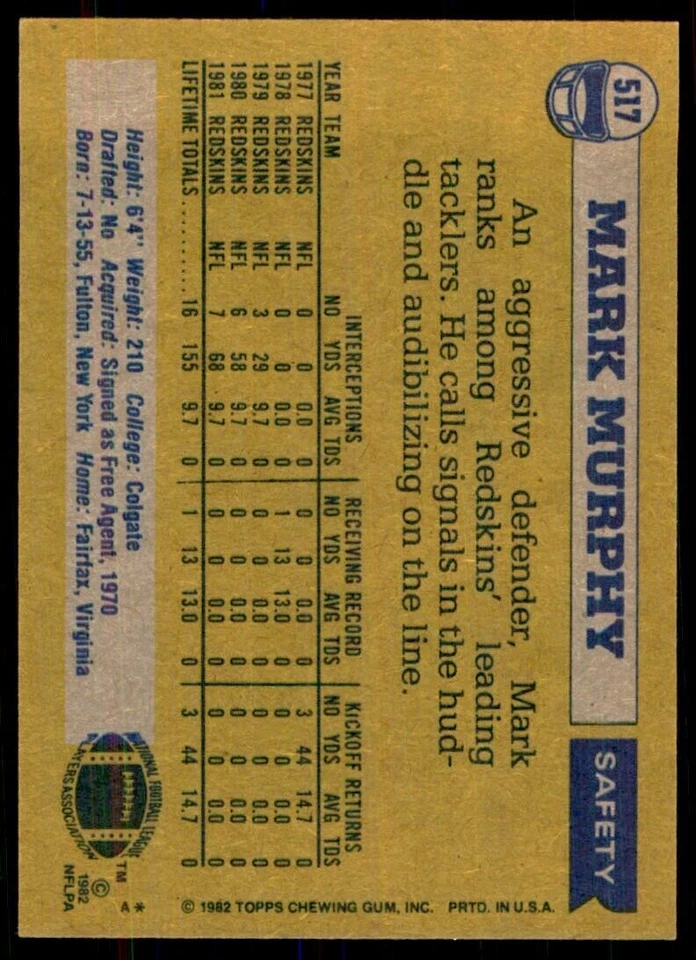 517
MARK MURPHY
SAFETY
An aggressive defender, Mark
ranks among Redskins' leading
tacklers. He calls signals in the hud-
dle and audibilizing on the line.
INTERCEPTIONS RECEIVING RECORD KICKOFF RETURNS
YEAR TEAM NO YDS AVG TDS NO YDS AVG TDS NO YDS AVG TDS
1977 REDSKINS NFL 0 0 0.0 0 0 0 0.0 0 3 44 14.7 0
1978 REDSKINS NFL 0 0 0.0 0 1 13 13.0 0 0 0 0.0 0
1979 REDSKINS NFL 3 29 9.7 0 0 0 0.0 0 0 0 0.0 0
1980 REDSKINS NFL 6 58 9.7 0 0 0 0.0 0 0 0 0.0 0
1981 REDSKINS NFL 7 68 9.7 0 0 0 0.0 0 0 0 0.0 0
LIFETIME TOTALS.......... 16 155 9.7 0 1 13 13.0 0 3 44 14.7 0
Height: 6'4" Weight: 210 College: Colgate
Drafted: No Acquired: Signed as Free Agent, 1970
Born: 7-13-55, Fulton, New York Home: Fairfax, Virginia
NATIONAL FOOTBALL LEAGUE
PLAYERS ASSOCIATION
TM
© 1982
NFLPA
A*
© 1982 TOPPS CHEWING GUM, INC. PRTD. IN U.S.A.